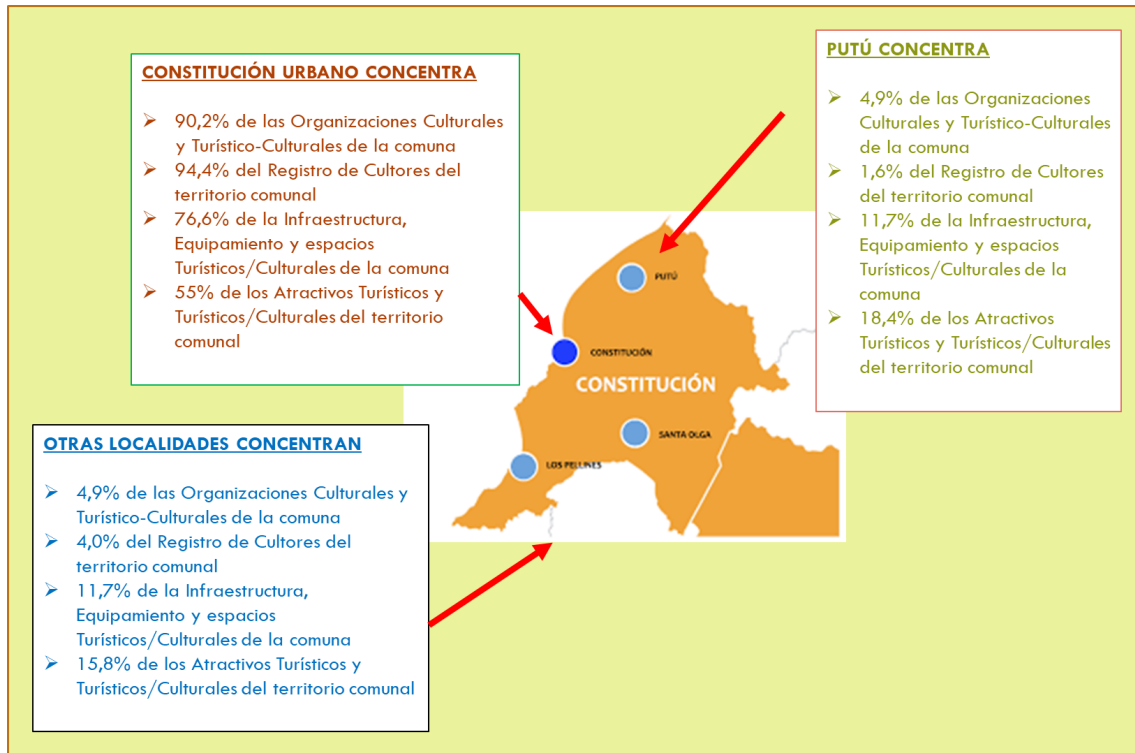 CONSTITUCIÓN URBANO CONCENTRA
➢ 90,2% de las Organizaciones Culturales
y Turístico-Culturales de la comuna
➢ 94,4% del Registro de Cultores del
territorio comunal
➢ 76,6% de la Infraestructura,
Equipamiento y espacios
Turísticos/Culturales de la comuna
➢ 55% de los Atractivos Turísticos y
Turísticos/Culturales del territorio
comunal
PUTÚ CONCENTRA
➢ 4,9% de las Organizaciones
Culturales y Turístico-Culturales
de la comuna
➢ 1,6% del Registro de Cultores
del territorio comunal
➢ 11,7% de la Infraestructura,
Equipamiento y espacios
Turísticos/Culturales de la
comuna
➢ 18,4% de los Atractivos
Turísticos y Turísticos/Culturales
del territorio comunal
PUTÚ
CONSTITUCIÓN
CONSTITUCIÓN
SANTA OLGA
LOS PELLINES
OTRAS LOCALIDADES CONCENTRAN
➢ 4,9% de las Organizaciones Culturales y
Turístico-Culturales de la comuna
➢ 4,0% del Registro de Cultores del
territorio comunal
➢ 11,7% de la Infraestructura,
Equipamiento y espacios
Turísticos/Culturales de la comuna
➢ 15,8% de los Atractivos Turísticos y
Turísticos/Culturales del territorio comunal